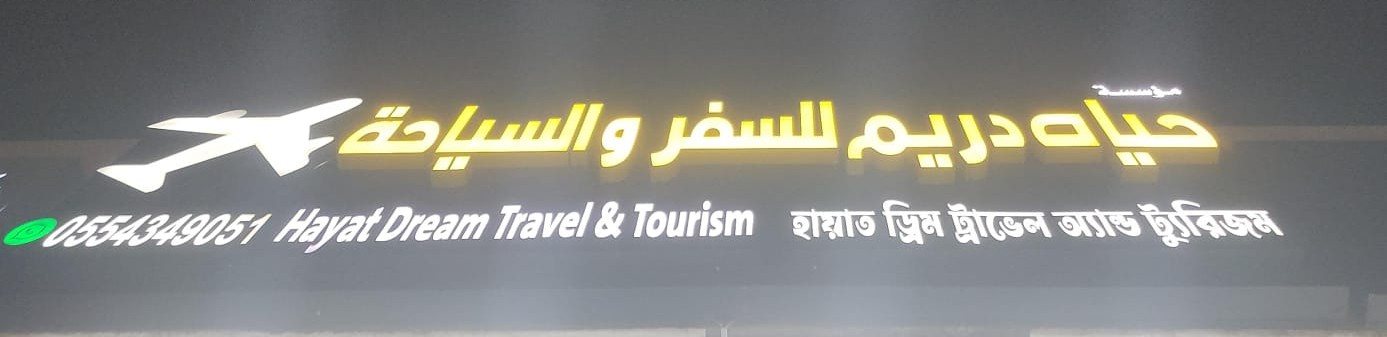 مؤسسة
حياه دريم للسفر والسياحة
0554349051 Hayat Dream Travel & Tourism হায়াত ড্রিম ট্রাভেল অ্যান্ড ট্যুরিজম